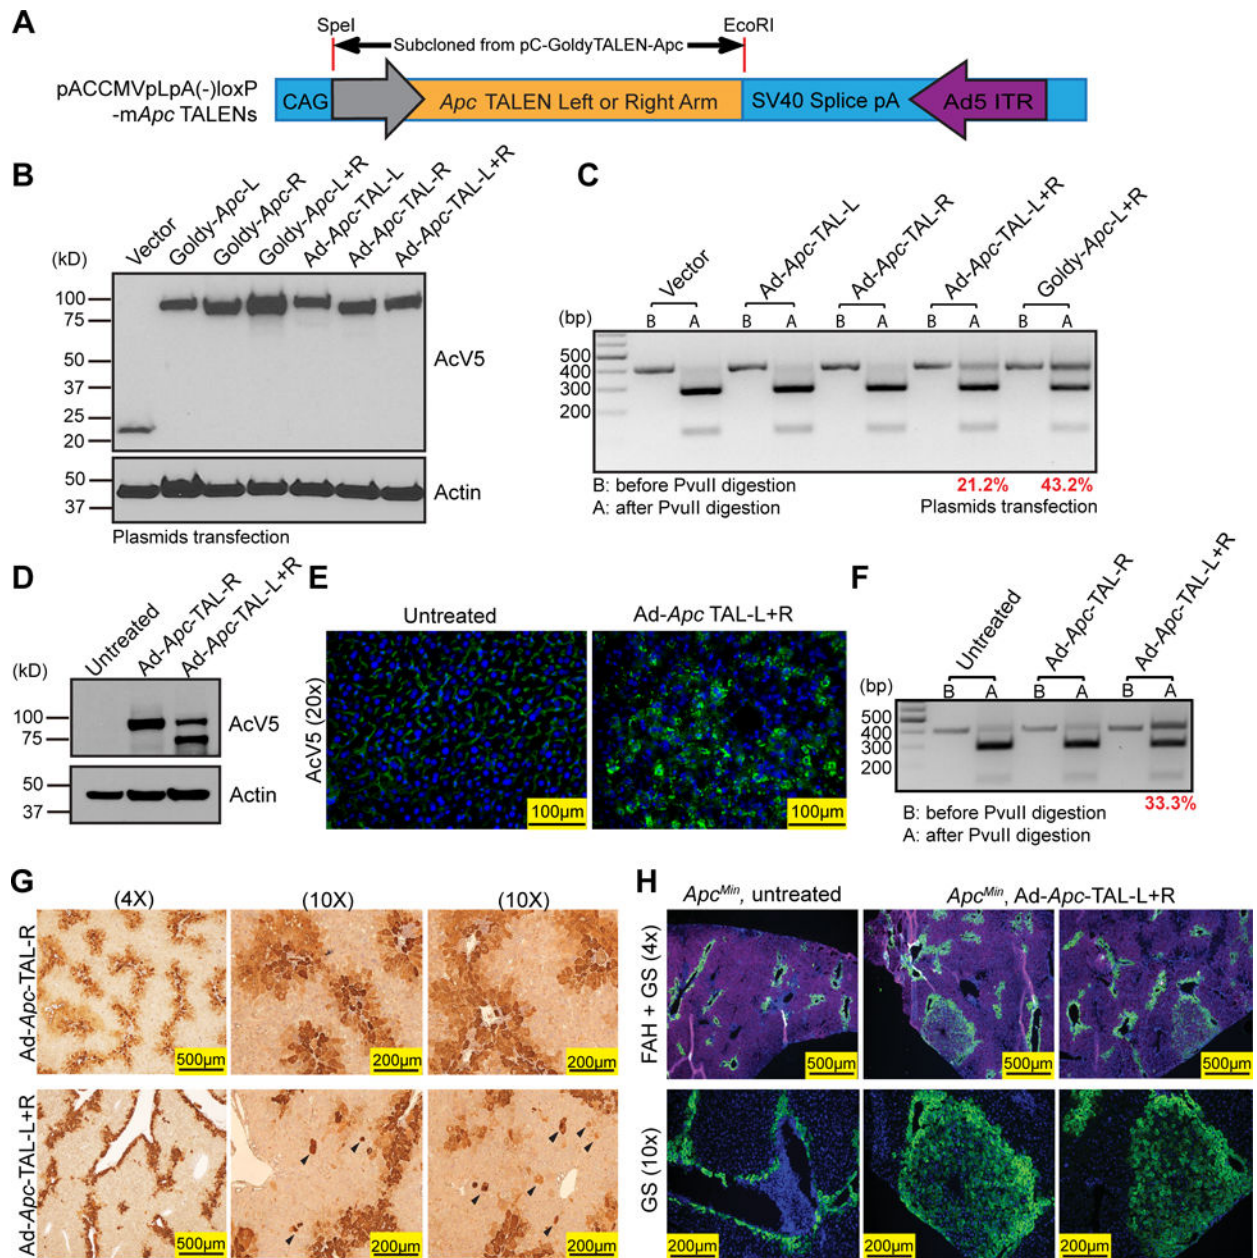 A
SpeI
EcoRI
Subcloned from pC-GoldyTALEN-Apc
pACCMVpLpA(-)loxP
-mApc TALENs
CAG
Apc TALEN Left or Right Arm
SV40 Splice pA
Ad5 ITR
B
Vector
Goldy-Apc-L
Goldy-Apc-R
Goldy-Apc-L+R
Ad-Apc-TAL-L
Ad-Apc-TAL-R
Ad-Apc-TAL-L+R
(kD)
100
75
50
37
25
20
AcV5
50
37
Actin
Plasmids transfection
C
Vector
Ad-Apc-TAL-L
Ad-Apc-TAL-R
Ad-Apc-TAL-L+R
Goldy-Apc-L+R
(bp)
B A B A B A B A B A
500
400
300
200
B: before PvuII digestion
21.2% 43.2%
A: after PvuII digestion
Plasmids transfection
D
Untreated
Ad-Apc-TAL-R
Ad-Apc-TAL-L+R
(kD)
100
75
AcV5
50
37
Actin
E
Untreated
Ad-Apc TAL-L+R
AcV5 (20x)
100µm
100µm
F
Untreated
Ad-Apc-TAL-R
Ad-Apc-TAL-L+R
(bp)
B A B A B A
500
400
300
200
33.3%
B: before PvuII digestion
A: after PvuII digestion
G
(4X)
(10X)
(10X)
Ad-Apc-TAL-R
500µm
200µm
200µm
Ad-Apc-TAL-L+R
500µm
200µm
200µm
H
ApcMin, untreated
ApcMin, Ad-Apc-TAL-L+R
FAH + GS (4x)
500µm
500µm
500µm
GS (10x)
200µm
200µm
200µm